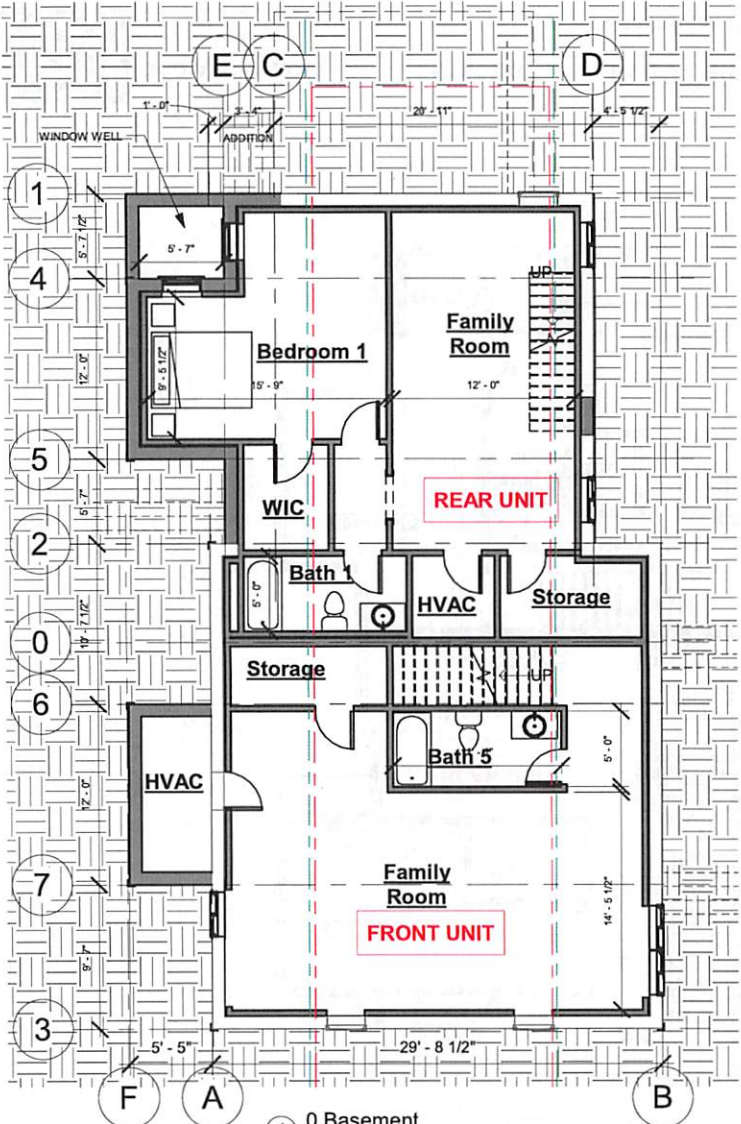 E
C
D
1' - 0"
3' - 4"
20' - 11"
4' - 5 1/2"
WINDOW WELL
ADDITION
1
5' - 7 1/2"
5' - 7"
4
UP
Family
Room
Bedroom 1
12' - 0"
9' - 5 1/2"
15' - 9"
12' - 0"
5
WIC
REAR UNIT
5' - 7"
2
Bath 1
5' - 0"
HVAC
Storage
10' - 7 1/2"
0
Storage
UP
6
Bath 5
5' - 0"
HVAC
12' - 0"
7
Family
Room
14' - 5 1/2"
FRONT UNIT
9' - 7"
3
5' - 5"
29' - 8 1/2"
F
A
B
0 Basement